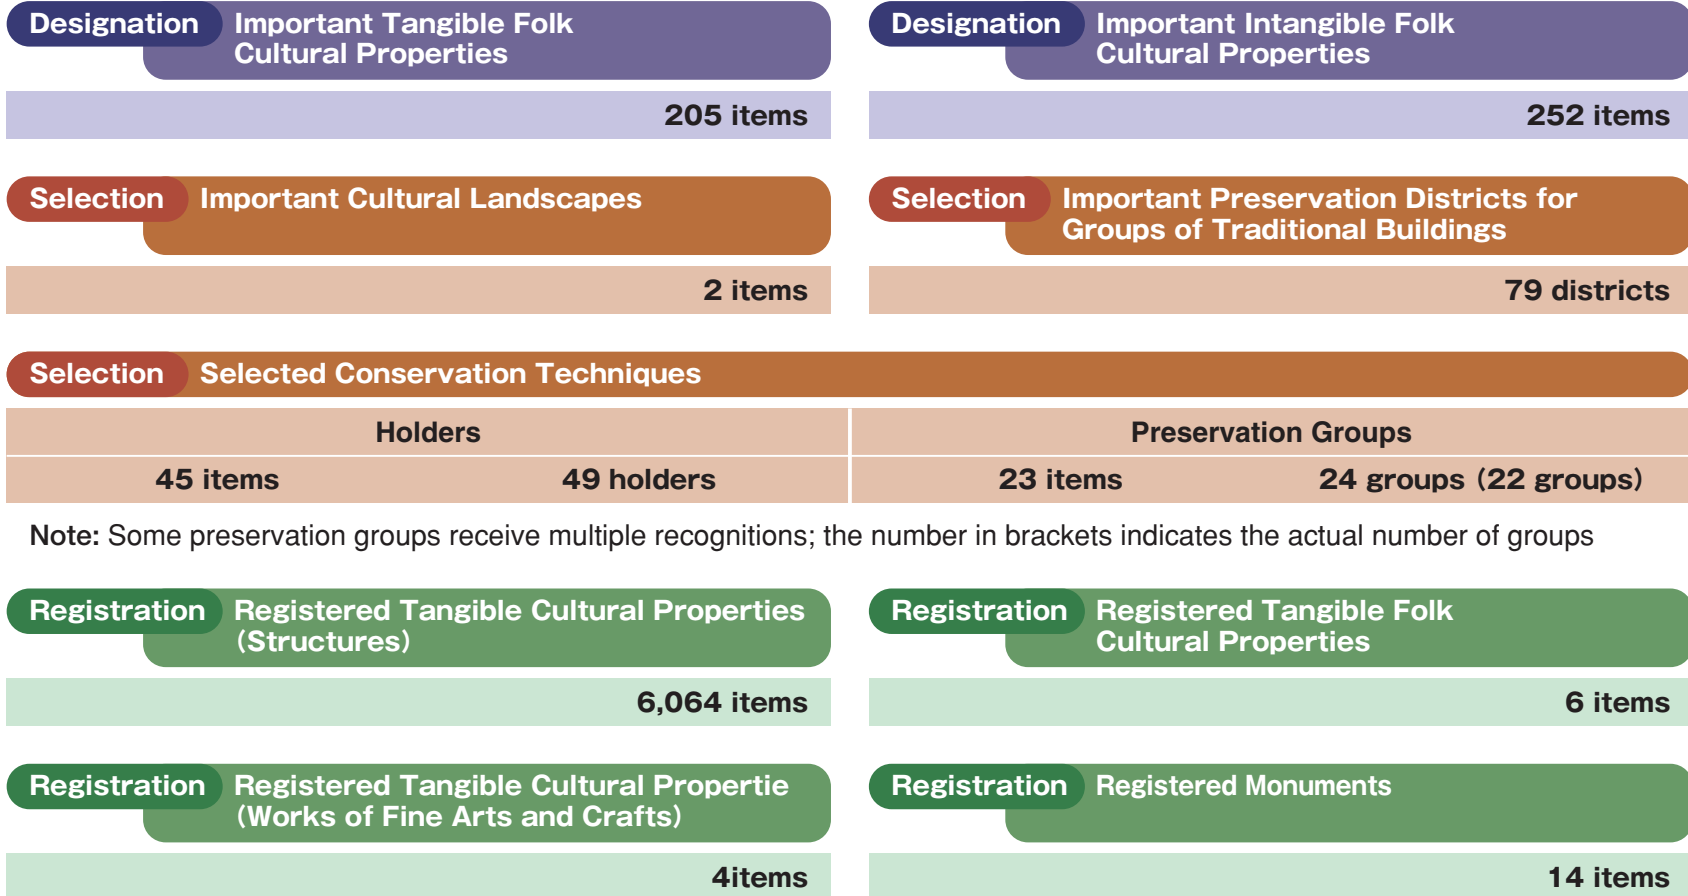 Designation Important Tangible Folk
Cultural Properties
205 items
Designation Important Intangible Folk
Cultural Properties
252 items
Selection Important Cultural Landscapes
2 items
Selection Important Preservation Districts for
Groups of Traditional Buildings
79 districts
Selection Selected Conservation Techniques
Holders Preservation Groups
45 items 49 holders 23 items 24 groups (22 groups)
Note: Some preservation groups receive multiple recognitions; the number in brackets indicates the actual number of groups
Registration Registered Tangible Cultural Properties
(Structures)
6,064 items
Registration Registered Tangible Folk
Cultural Properties
6 items
Registration Registered Tangible Cultural Propertie
(Works of Fine Arts and Crafts)
4items
Registration Registered Monuments
14 items